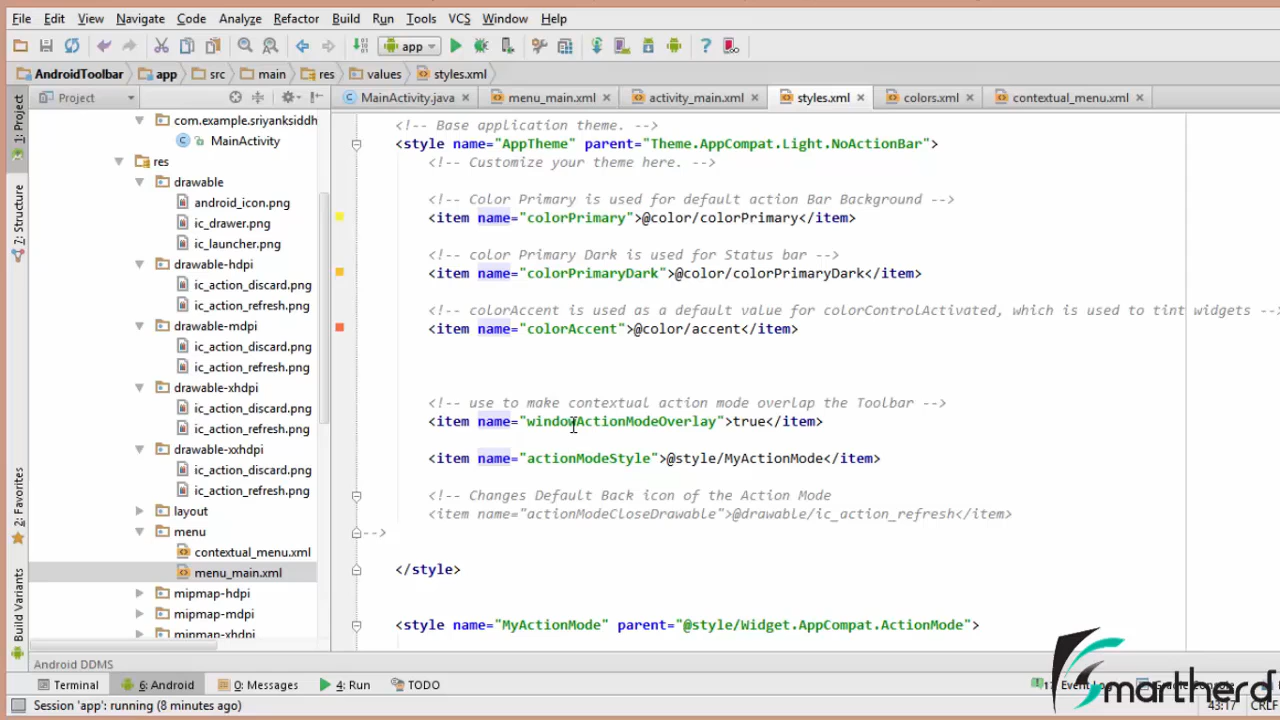 File Edit View Navigate Code Analyze Refactor Build Run Tools VCS Window Help
app
AndroidToolbar app src main res values styles.xml
Project MainActivity.java menu_main.xml activity_main.xml styles.xml colors.xml contextual_menu.xml
1: Project
7: Structure
2: Favorites
Build Variants
com.example.sriyanksiddh
MainActivity
res
drawable
android_icon.png
ic_drawer.png
ic_launcher.png
drawable-hdpi
ic_action_discard.png
ic_action_refresh.png
drawable-mdpi
ic_action_discard.png
ic_action_refresh.png
drawable-xhdpi
ic_action_discard.png
ic_action_refresh.png
drawable-xxhdpi
ic_action_discard.png
ic_action_refresh.png
layout
menu
contextual_menu.xml
menu_main.xml
mipmap-hdpi
mipmap-mdpi
mipmap-xhdpi
<!-- Base application theme. -->
<style name="AppTheme" parent="Theme.AppCompat.Light.NoActionBar">
<!-- Customize your theme here. -->
<!-- Color Primary is used for default action Bar Background -->
<item name="colorPrimary">@color/colorPrimary</item>
<!-- color Primary Dark is used for Status bar -->
<item name="colorPrimaryDark">@color/colorPrimaryDark</item>
<!-- colorAccent is used as a default value for colorControlActivated, which is used to tint widgets --
<item name="colorAccent">@color/accent</item>
<!-- use to make contextual action mode overlap the Toolbar -->
<item name="windowActionModeOverlay">true</item>
<item name="actionModeStyle">@style/MyActionMode</item>
<!-- Changes Default Back icon of the Action Mode
<item name="actionModeCloseDrawable">@drawable/ic_action_refresh</item>
-->
</style>
<style name="MyActionMode" parent="@style/Widget.AppCompat.ActionMode">
Android DDMS
Terminal 6: Android 0: Messages 4: Run TODO
Session 'app': running (8 minutes ago) 43:17 CRLF
smartherd